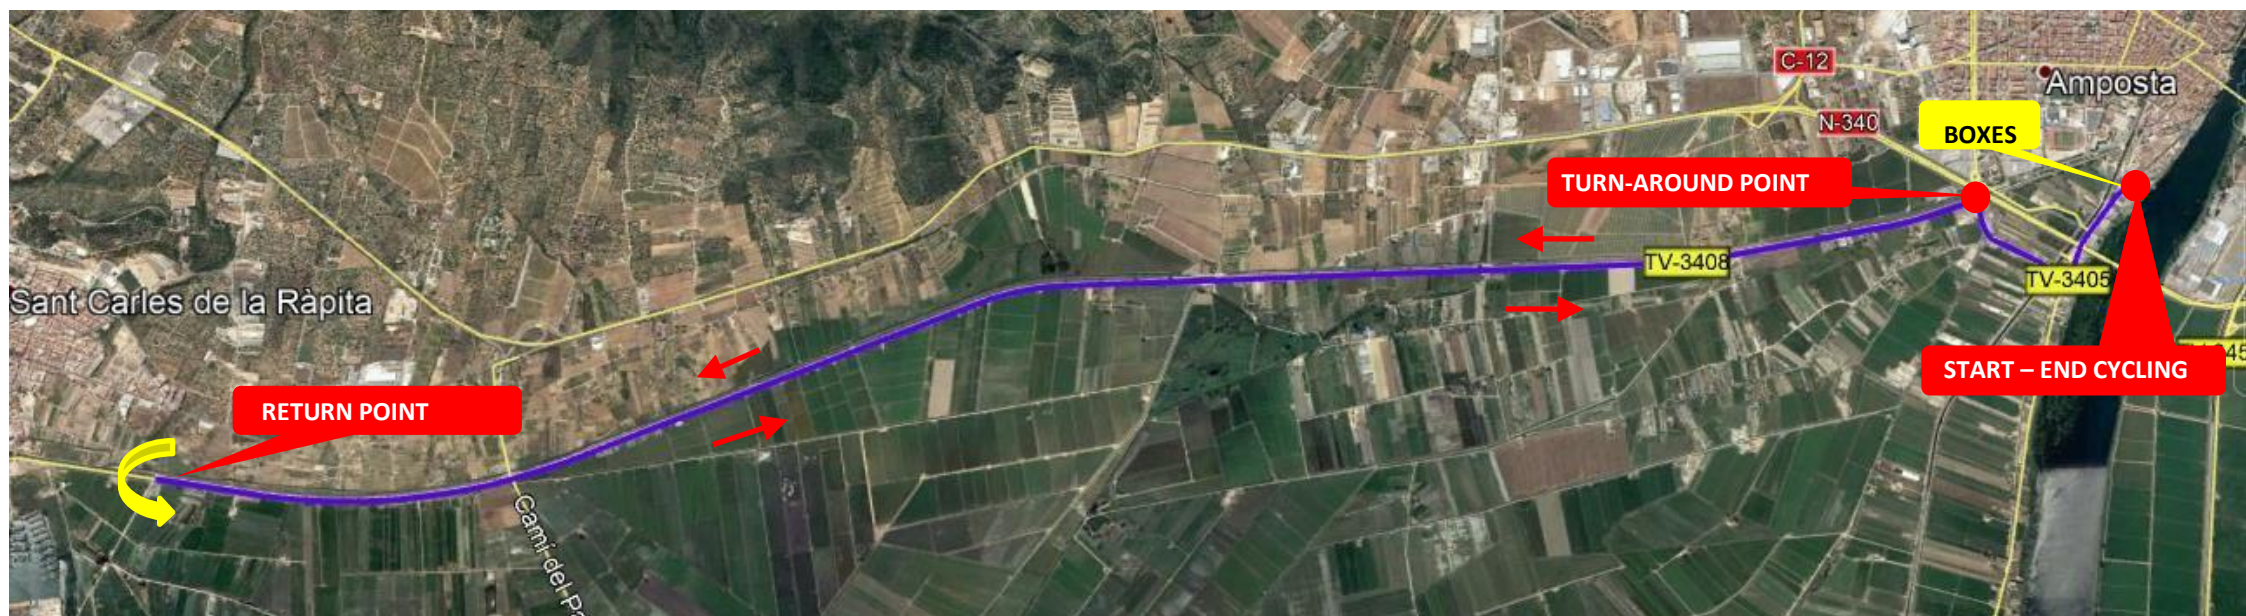 C-12
Amposta
N-340
BOXES
TURN-AROUND POINT
TV-3408
TV-3405
Sant Carles de la Ràpita
START – END CYCLING
RETURN POINT
Camí del